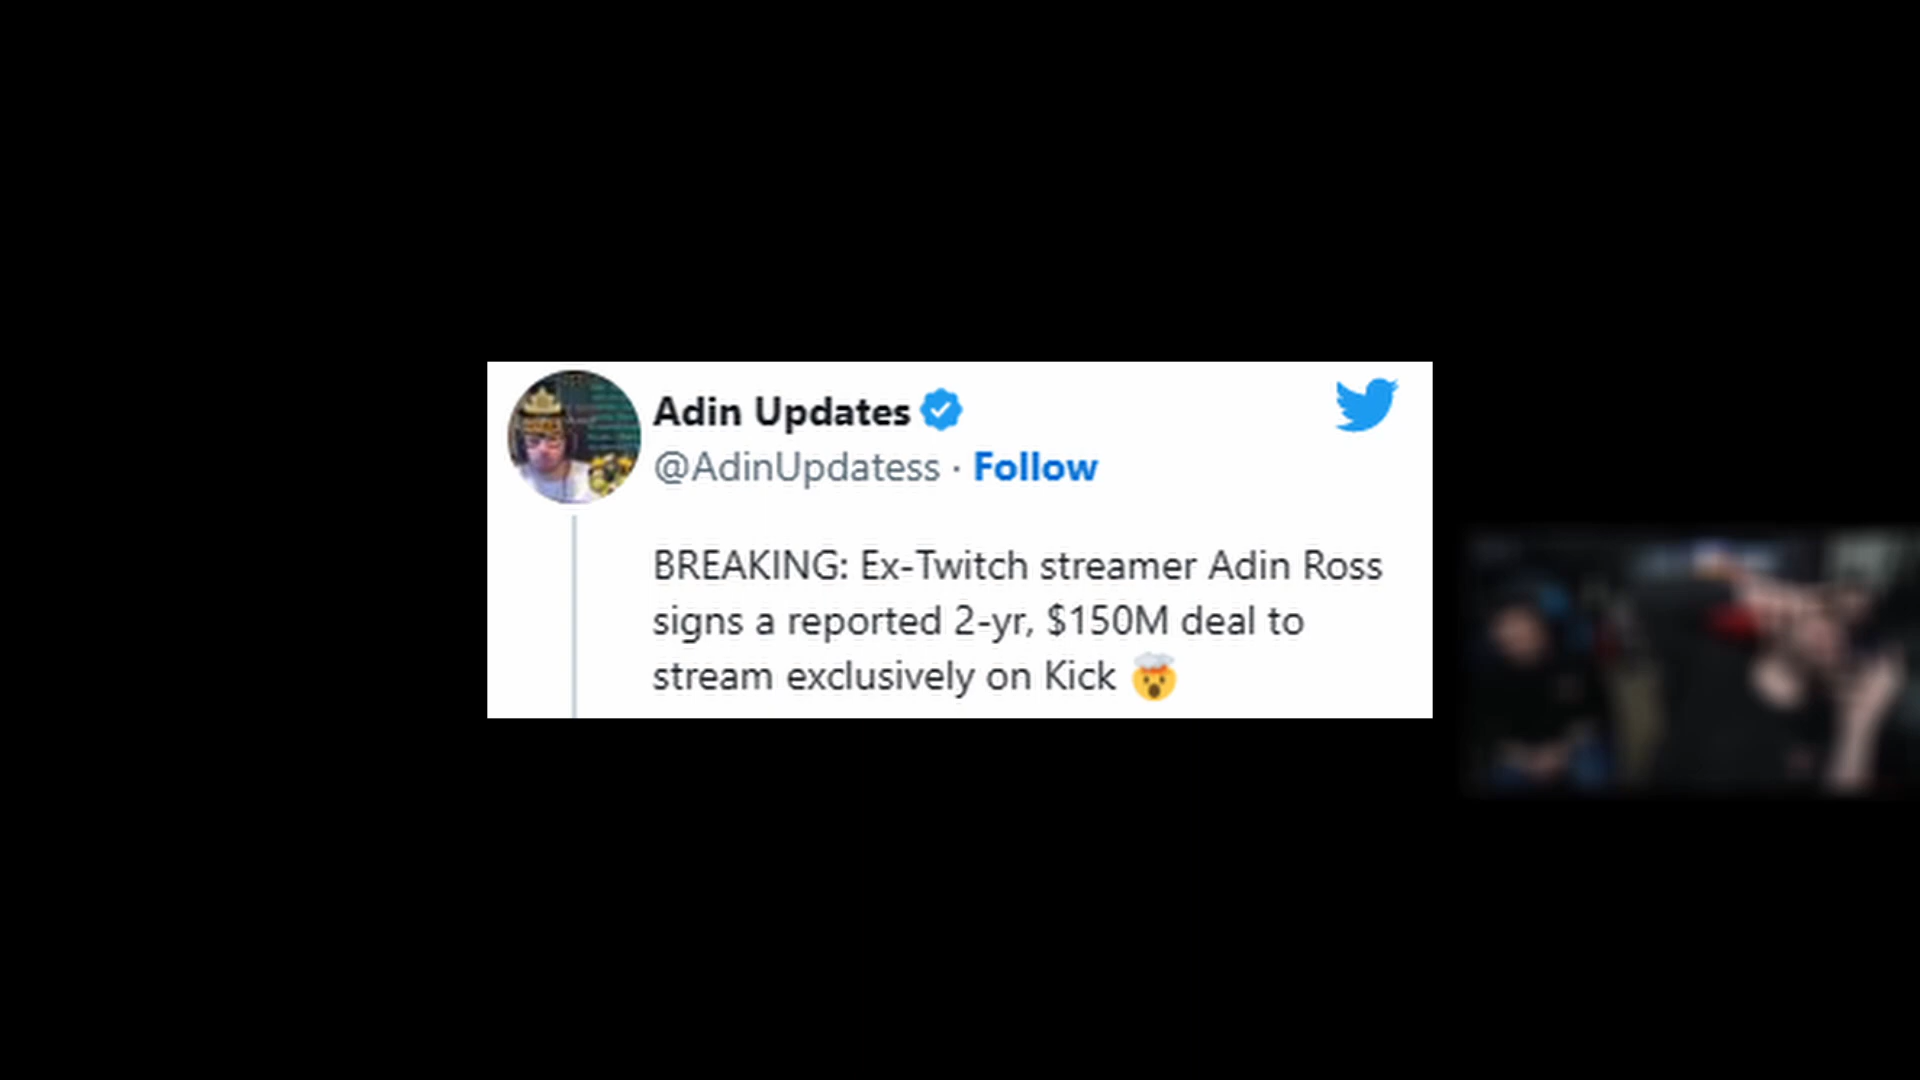 Adin Updates
@AdinUpdatess · Follow
BREAKING: Ex-Twitch streamer Adin Ross
signs a reported 2-yr, $150M deal to
stream exclusively on Kick 🤯